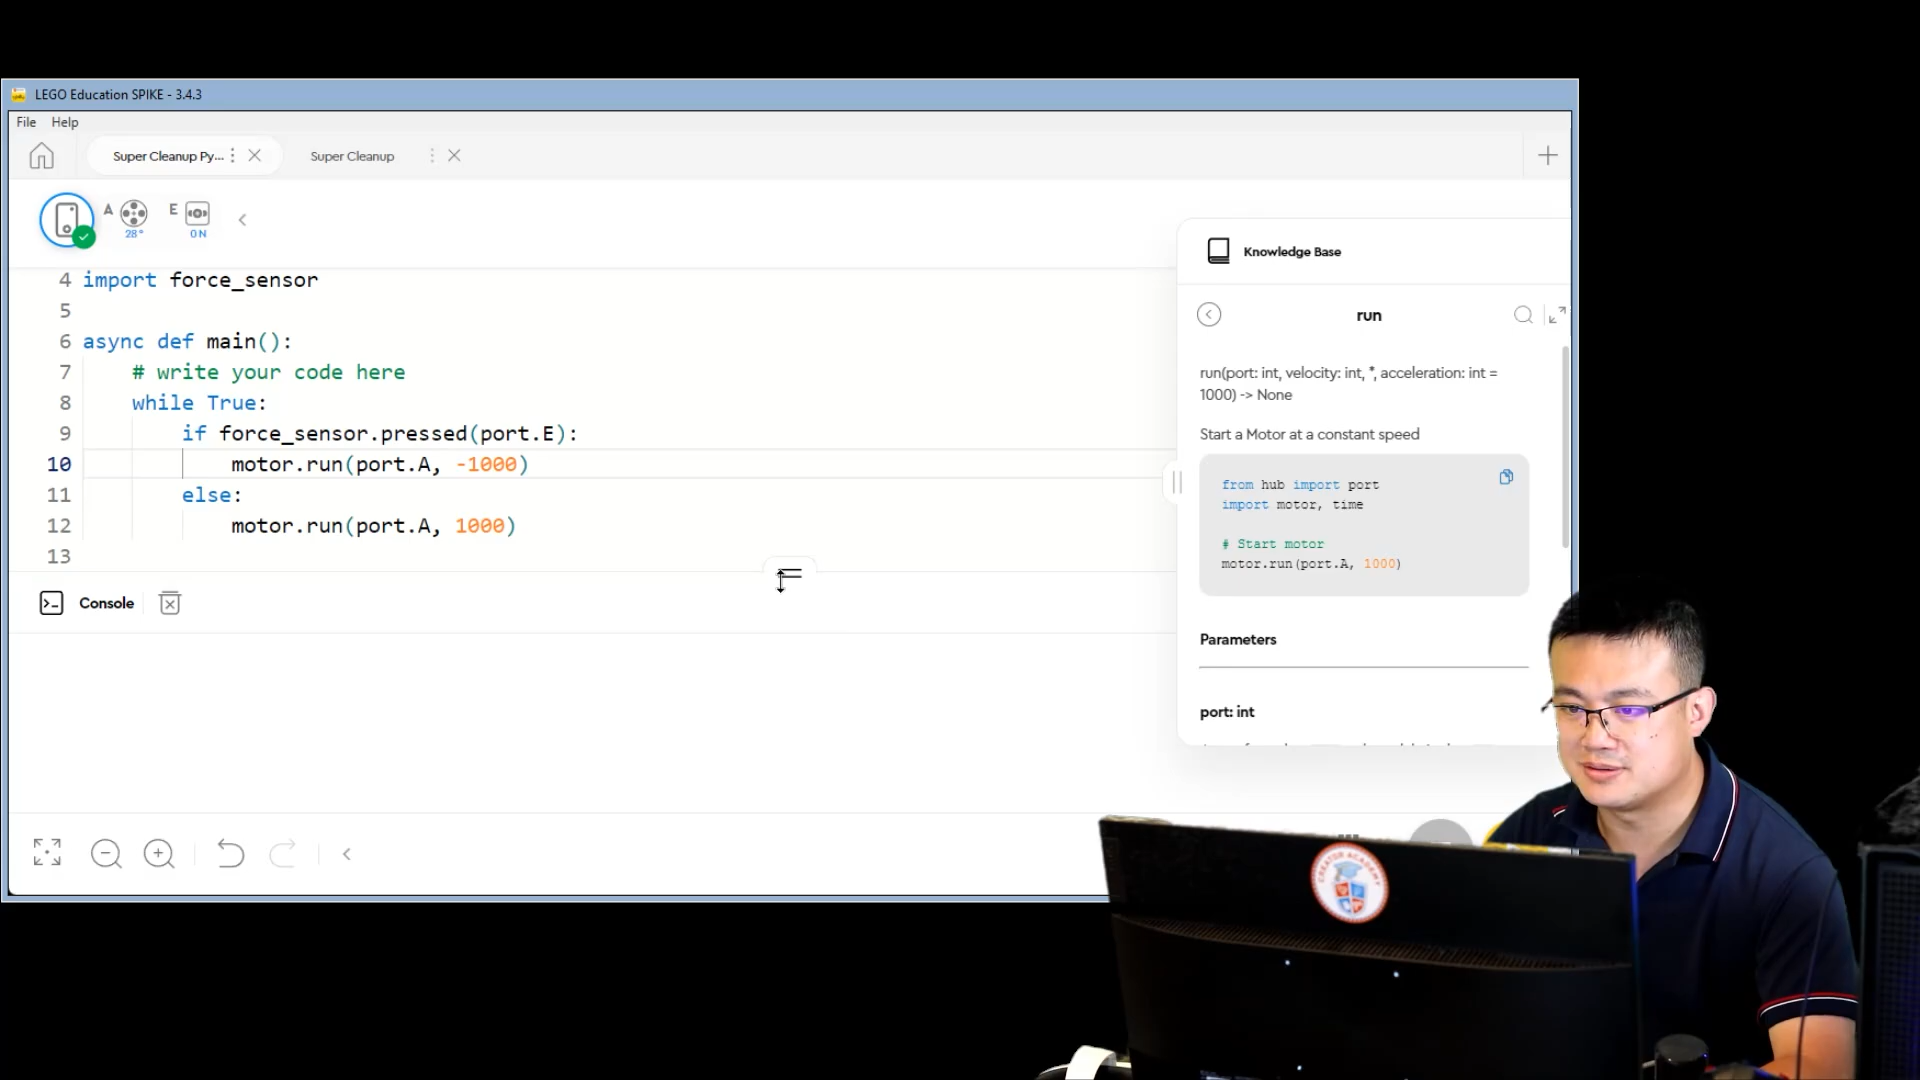 LEGO Education SPIKE - 3.4.3
File Help
Super Cleanup Py...
Super Cleanup
A
28°
E
ON
Knowledge Base
run
4 import force_sensor
5
6 async def main():
7 # write your code here
8 while True:
9 if force_sensor.pressed(port.E):
10 motor.run(port.A, -1000)
11 else:
12 motor.run(port.A, 1000)
13
Console
run(port: int, velocity: int, *, acceleration: int =
1000) -> None
Start a Motor at a constant speed
from hub import port
import motor, time
# Start motor
motor.run(port.A, 1000)
Parameters
port: int
CREATOR ACADEMY